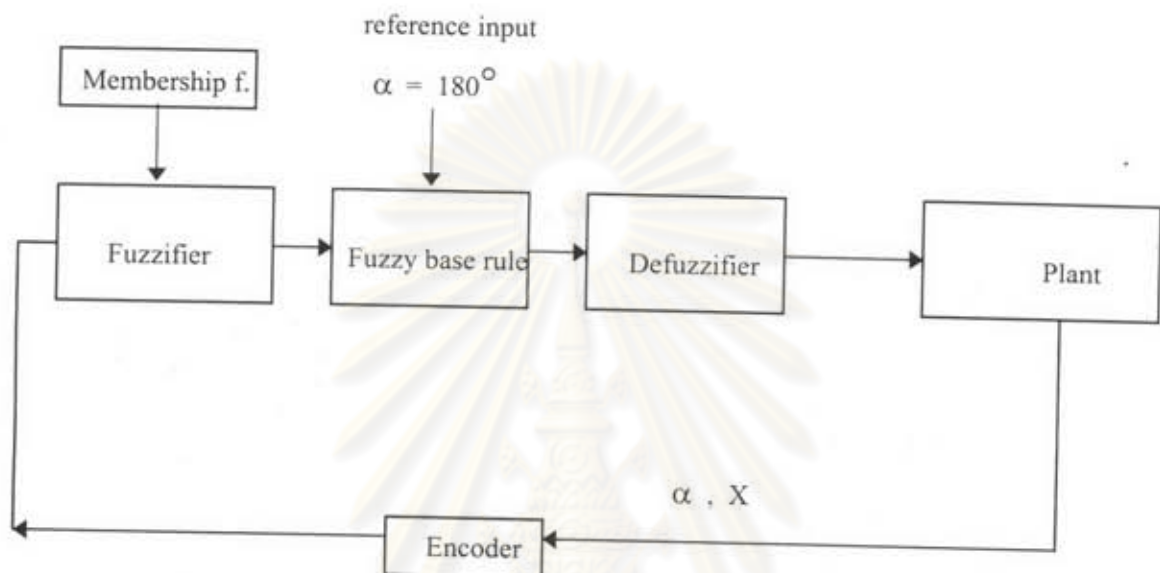 reference input
α = 180°
Membership f.
Fuzzifier
Fuzzy base rule
Defuzzifier
Plant
α , X
Encoder